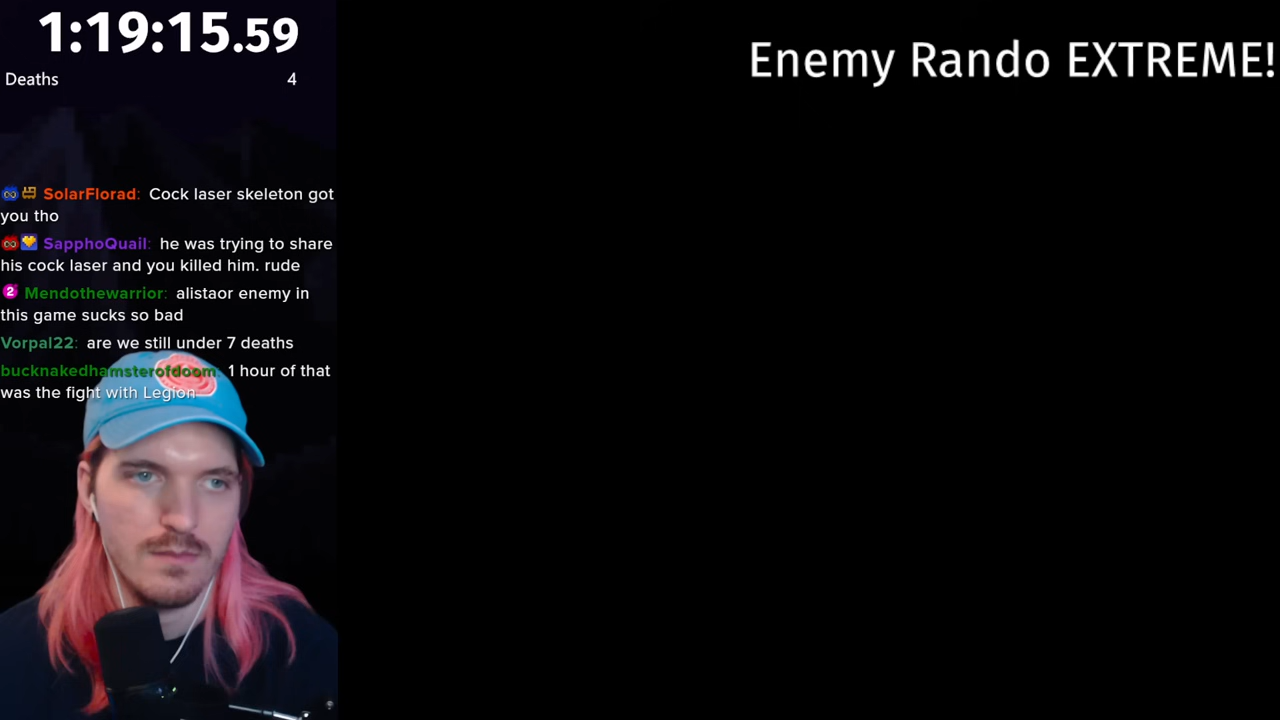 1:19:15.59
Deaths 4
Enemy Rando EXTREME!
SolarFlorad: Cock laser skeleton got
you tho
SapphoQuail: he was trying to share
his cock laser and you killed him. rude
2 Mendothewarrior: alistaor enemy in
this game sucks so bad
Vorpal22: are we still under 7 deaths
bucknakedhamsterofdoom: 1 hour of that
was the fight with Legion